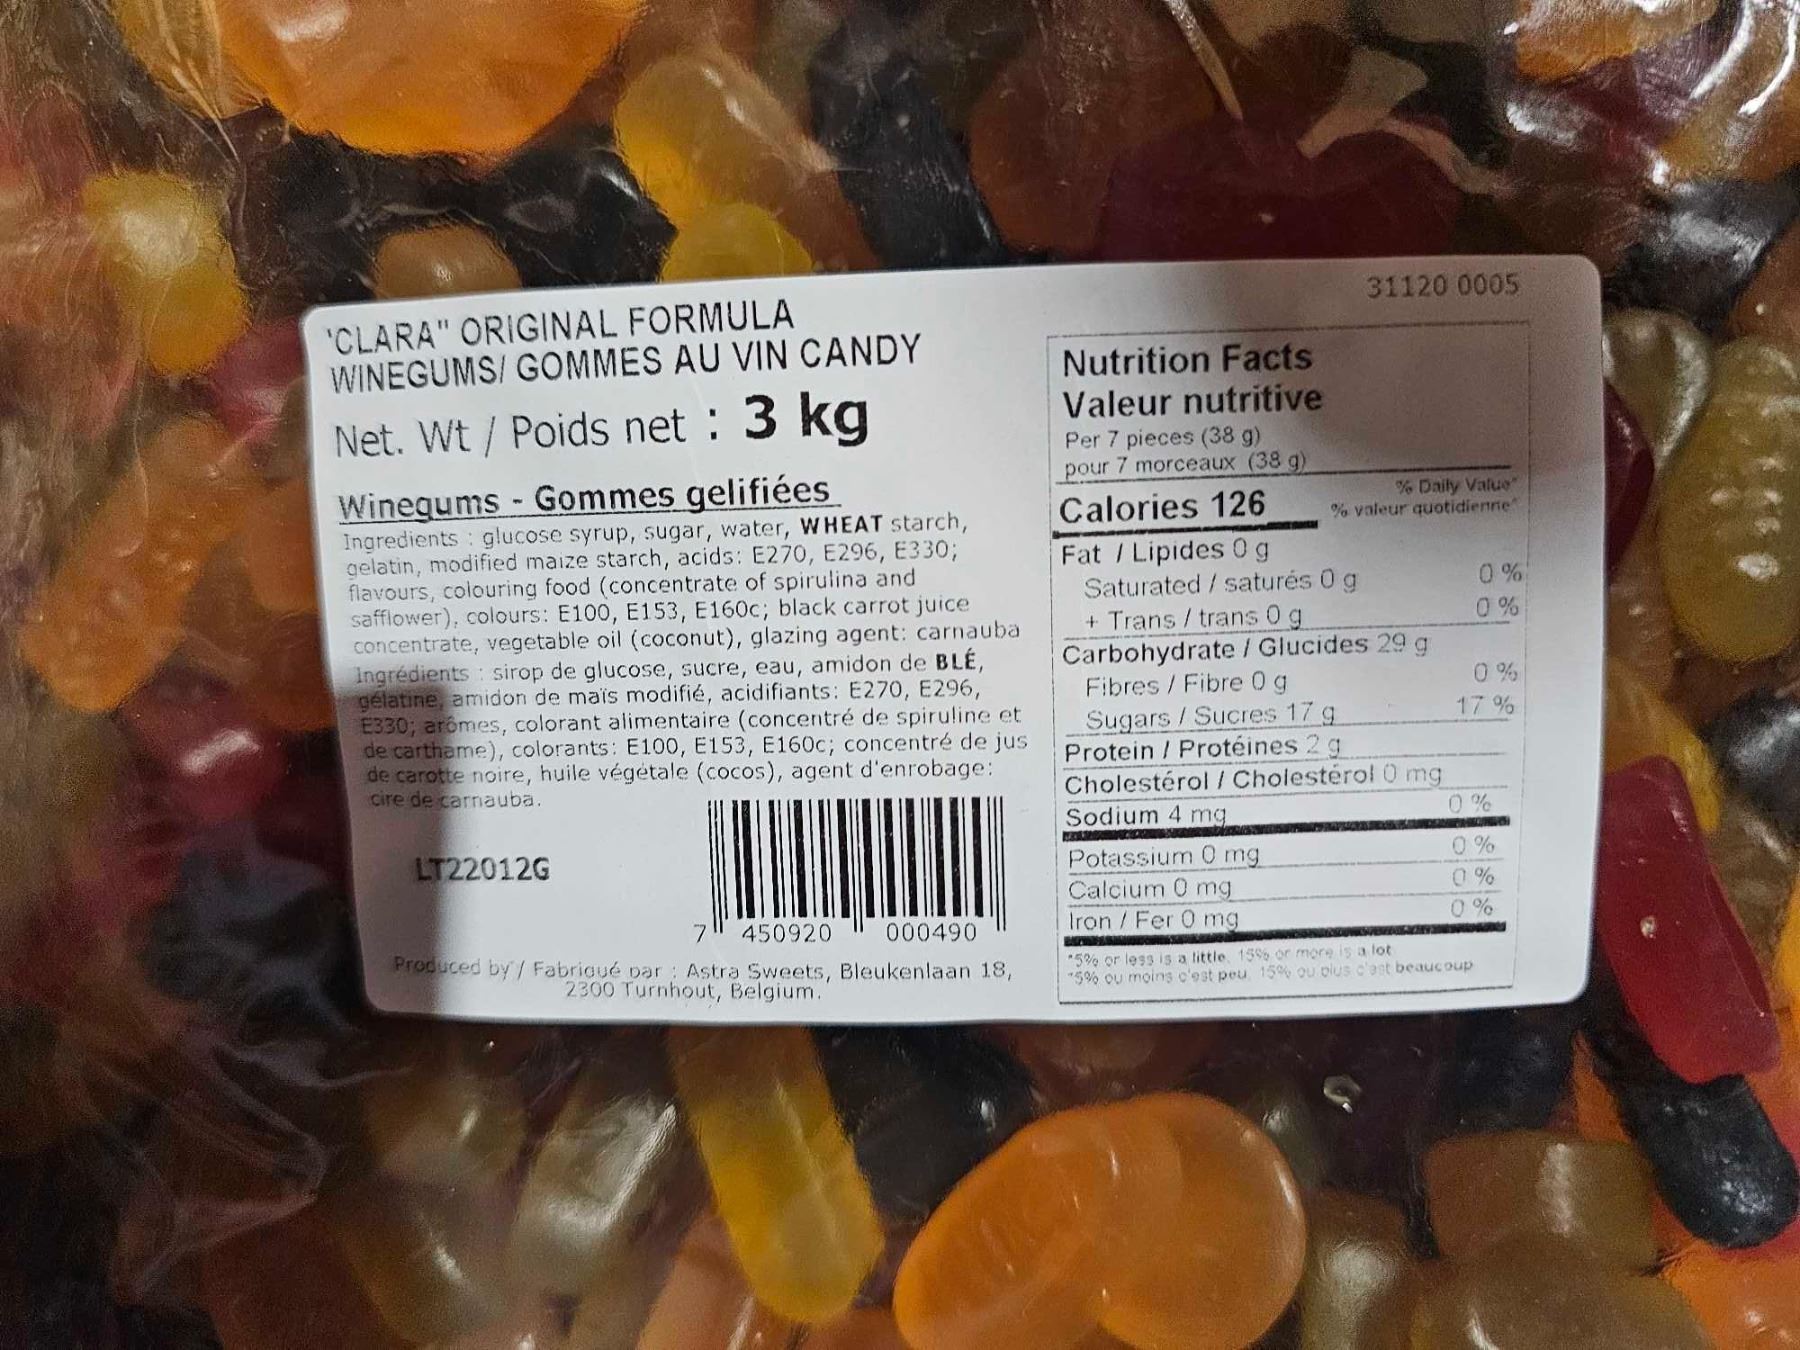 31120 0005
'CLARA" ORIGINAL FORMULA
WINEGUMS/ GOMMES AU VIN CANDY
Net. Wt / Poids net : 3 kg
Winegums - Gommes gelifiées
Ingredients : glucose syrup, sugar, water, WHEAT starch,
gelatin, modified maize starch, acids: E270, E296, E330;
flavours, colouring food (concentrate of spirulina and
safflower), colours: E100, E153, E160c; black carrot juice
concentrate, vegetable oil (coconut), glazing agent: carnauba
Ingrédients : sirop de glucose, sucre, eau, amidon de BLÉ,
gélatine, amidon de maïs modifié, acidifiants: E270, E296,
E330; arômes, colorant alimentaire (concentré de spiruline et
de carthame), colorants: E100, E153, E160c; concentré de jus
de carotte noire, huile végétale (cocos), agent d'enrobage:
cire de carnauba.
LT22012G
7 450920 000490
Produced by / Fabriqué par : Astra Sweets, Bleukenlaan 18,
2300 Turnhout, Belgium.
Nutrition Facts
Valeur nutritive
Per 7 pieces (38 g)
pour 7 morceaux (38 g)
% Daily Value*
Calories 126 % valeur quotidienne*
Fat / Lipides 0 g
Saturated / saturés 0 g 0 %
+ Trans / trans 0 g 0 %
Carbohydrate / Glucides 29 g
Fibres / Fibre 0 g 0 %
Sugars / Sucres 17 g 17 %
Protein / Protéines 2 g
Cholestérol / Cholestérol 0 mg
Sodium 4 mg 0 %
Potassium 0 mg 0 %
Calcium 0 mg 0 %
Iron / Fer 0 mg 0 %
*5% or less is a little, 15% or more is a lot
*5% ou moins c'est peu, 15% ou plus c'est beaucoup